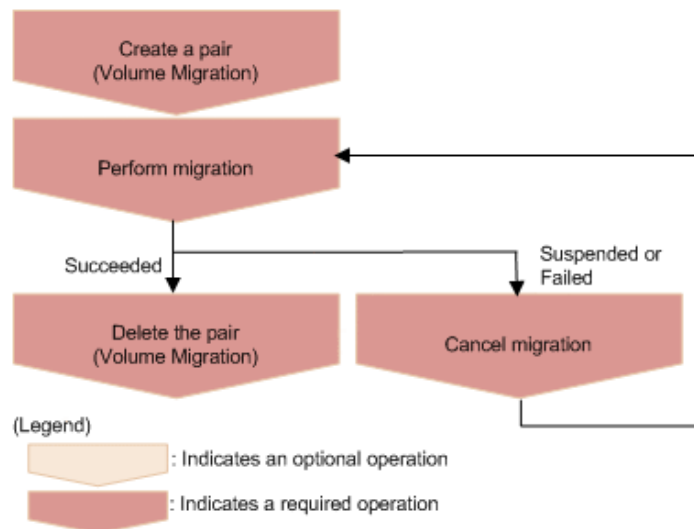 Create a pair
(Volume Migration)
Perform migration
Succeeded
Suspended or
Failed
Delete the pair
(Volume Migration)
Cancel migration
(Legend)
: Indicates an optional operation
: Indicates a required operation